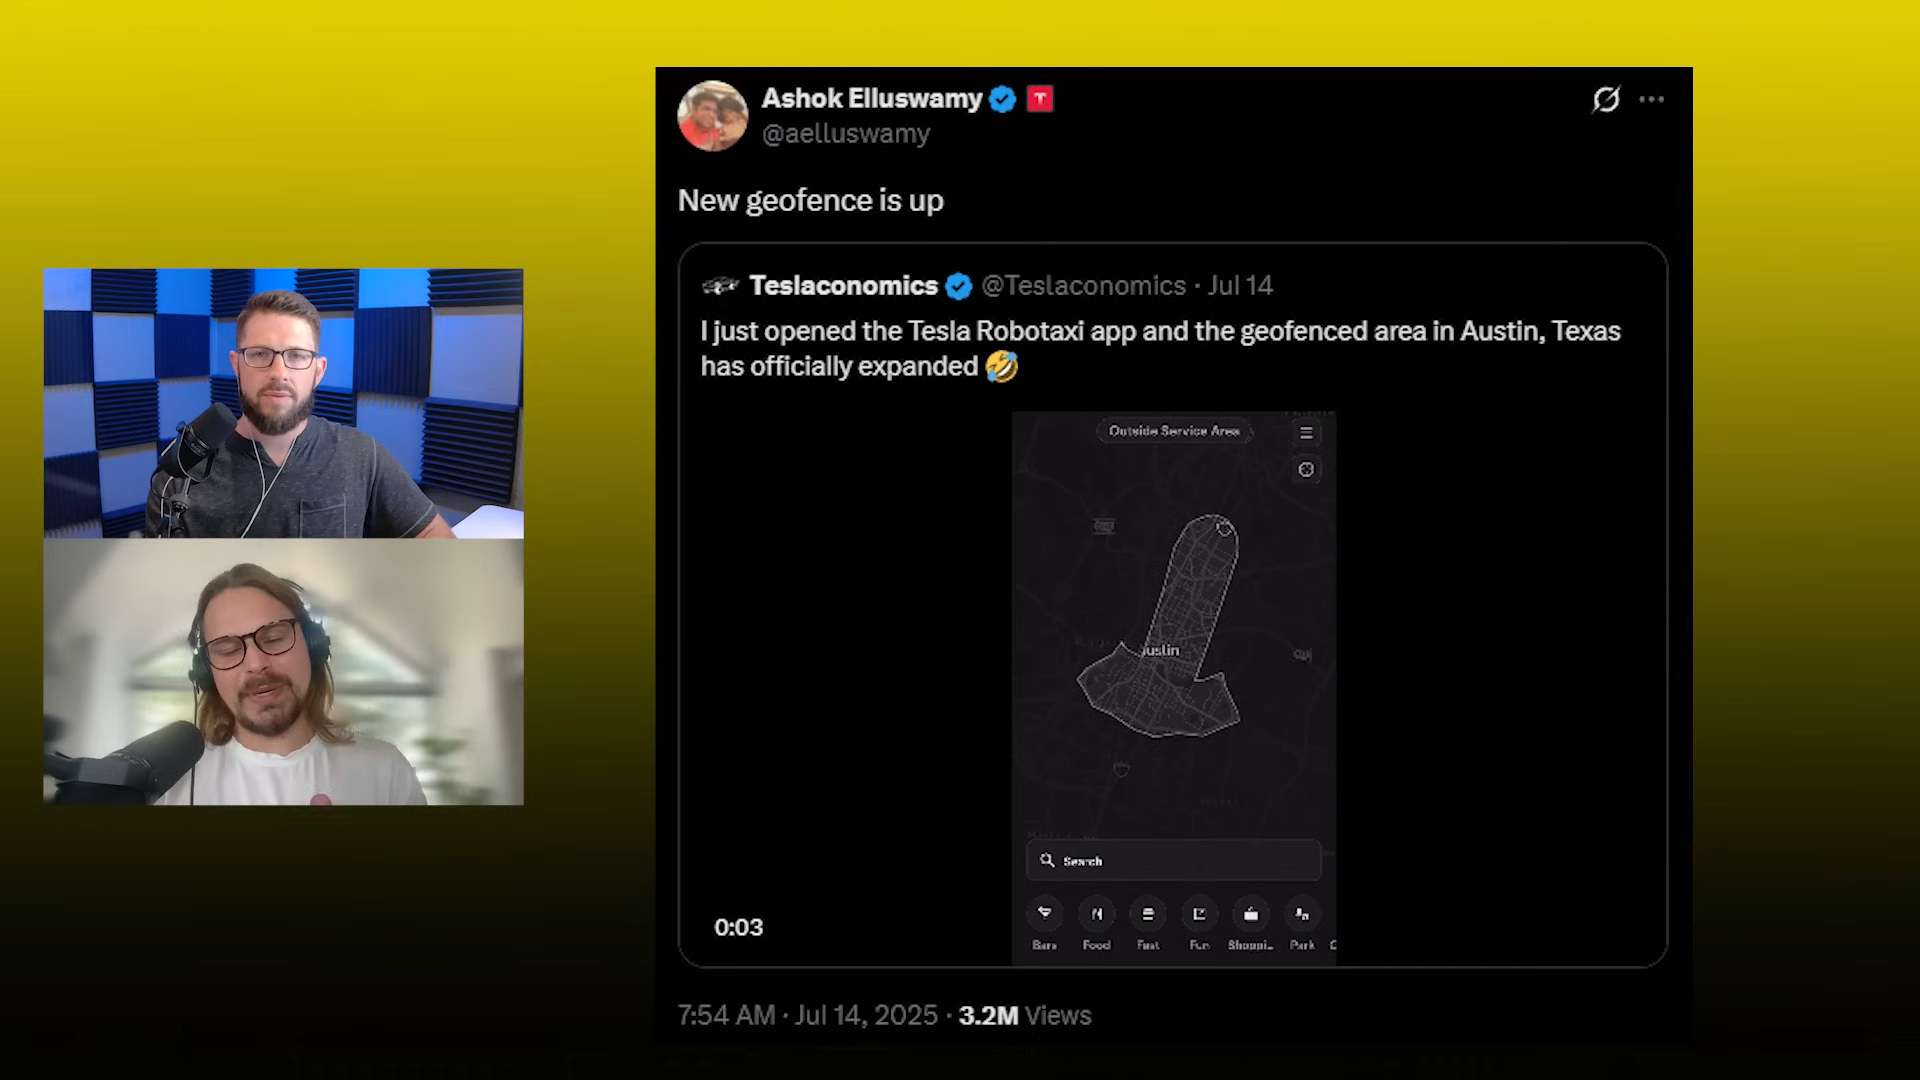 Ashok Elluswamy
@aelluswamy
New geofence is up
Teslaconomics @Teslaconomics · Jul 14
I just opened the Tesla Robotaxi app and the geofenced area in Austin, Texas
has officially expanded 🤣
Outside Service Area
ustin
Search
Bars Food Fast Fun Shoppi... Park C
0:03
7:54 AM · Jul 14, 2025 · 3.2M Views